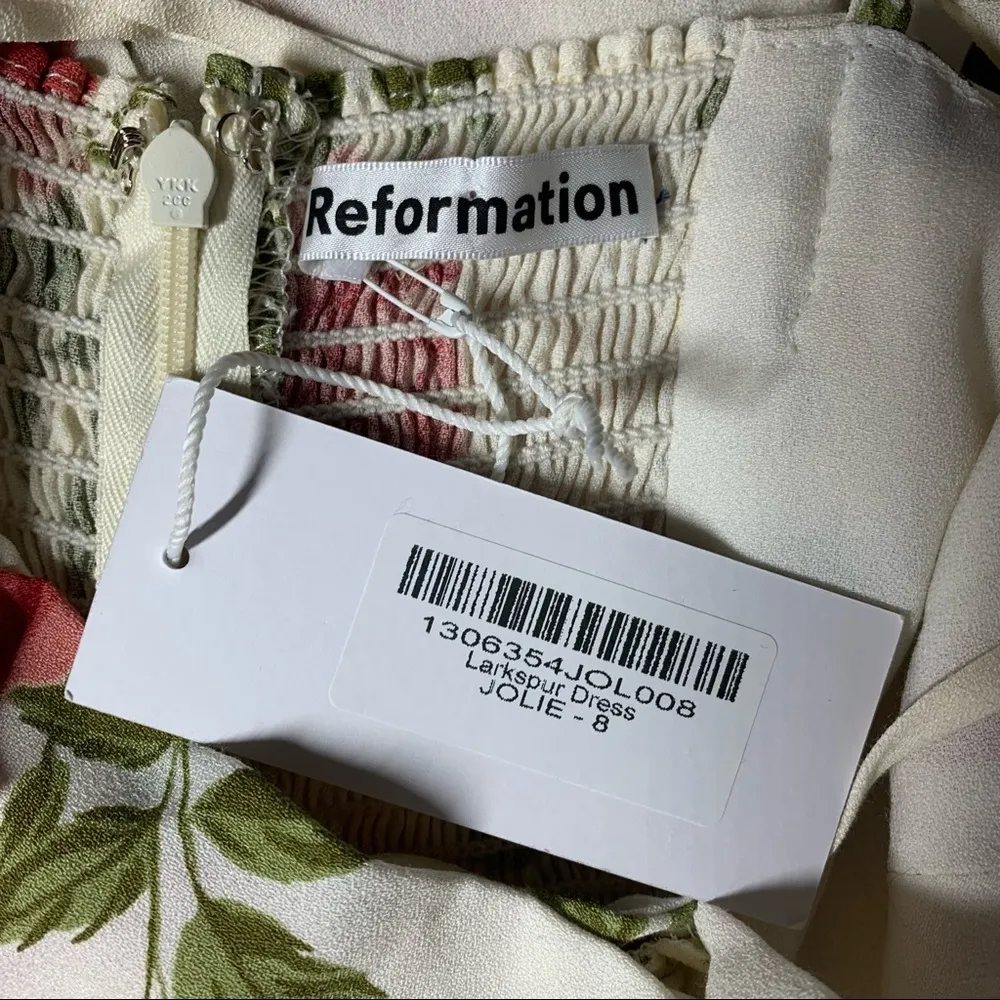 YKK
2CC
Reformation
1306354JOL008
Larkspur Dress
JOLIE - 8